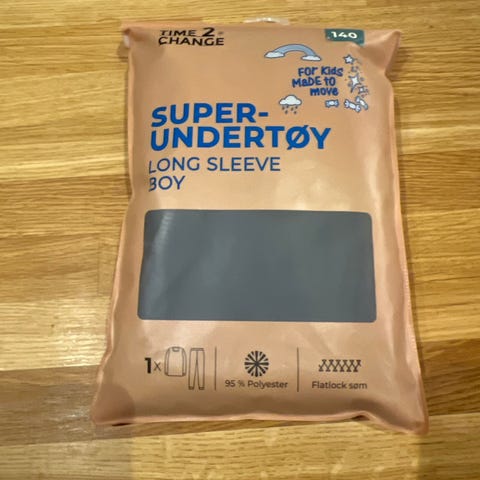 TIME 2
CHANGE
140
FOR KIDS
MADE TO
move
SUPER-
UNDERTØY
LONG SLEEVE
BOY
1x
95 % Polyester
Flatlock søm